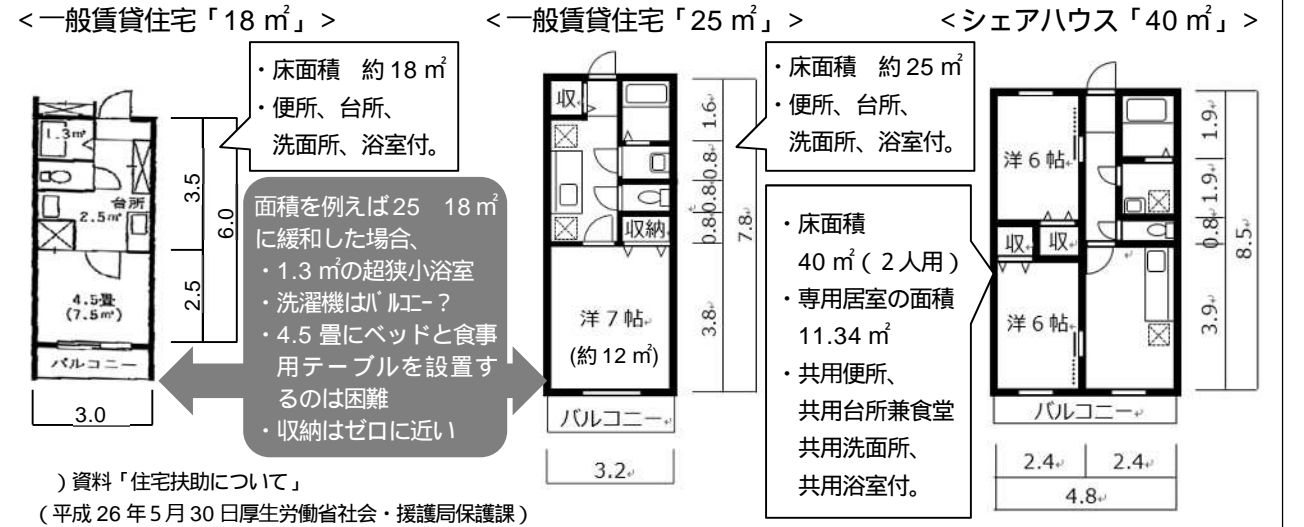 <一般賃貸住宅「18 ㎡」>
・床面積 約 18 ㎡
・便所、台所、
洗面所、浴室付。
1.3㎡
台所
2.5㎡
4.5畳
(7.5㎡)
バルコニー
3.5
2.5
6.0
3.0
面積を例えば25 18 ㎡
に緩和した場合、
・1.3 ㎡の超狭小浴室
・洗濯機はバルコニー?
・4.5 畳にベッドと食事
用テーブルを設置す
るのは困難
・収納はゼロに近い
<一般賃貸住宅「25 ㎡」>
・床面積 約 25 ㎡
・便所、台所、
洗面所、浴室付。
収
収納
洋 7 帖
(約 12 ㎡)
バルコニー
1.6
0.8
0.8
0.8
3.8
7.8
3.2
<シェアハウス「40 ㎡」>
・床面積
40 ㎡(2人用)
・専用居室の面積
11.34 ㎡
・共用便所、
共用台所兼食堂
共用洗面所、
共用浴室付。
洋 6 帖
収
収
洋 6 帖
バルコニー
1.9
1.9
0.8
3.9
8.5
2.4
2.4
4.8
)資料「住宅扶助について」
(平成 26 年5月 30 日厚生労働省社会・援護局保護課)